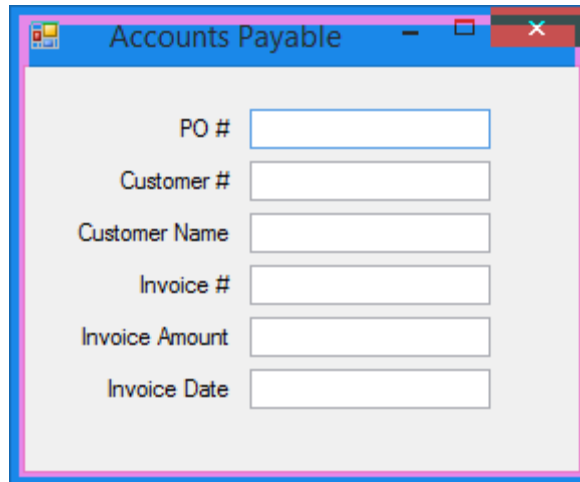 Accounts Payable
PO #
Customer #
Customer Name
Invoice #
Invoice Amount
Invoice Date